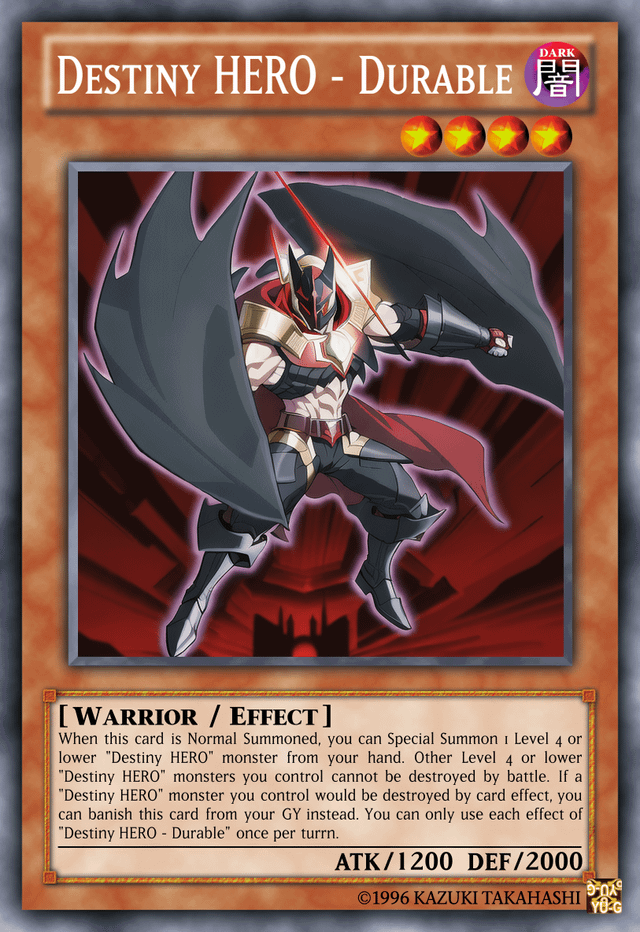 DESTINY HERO - DURABLE
DARK
闇
[ WARRIOR / EFFECT ]
When this card is Normal Summoned, you can Special Summon 1 Level 4 or
lower "Destiny HERO" monster from your hand. Other Level 4 or lower
"Destiny HERO" monsters you control cannot be destroyed by battle. If a
"Destiny HERO" monster you control would be destroyed by card effect, you
can banish this card from your GY instead. You can only use each effect of
"Destiny HERO - Durable" once per turrn.
ATK/1200 DEF/2000
©1996 KAZUKI TAKAHASHI